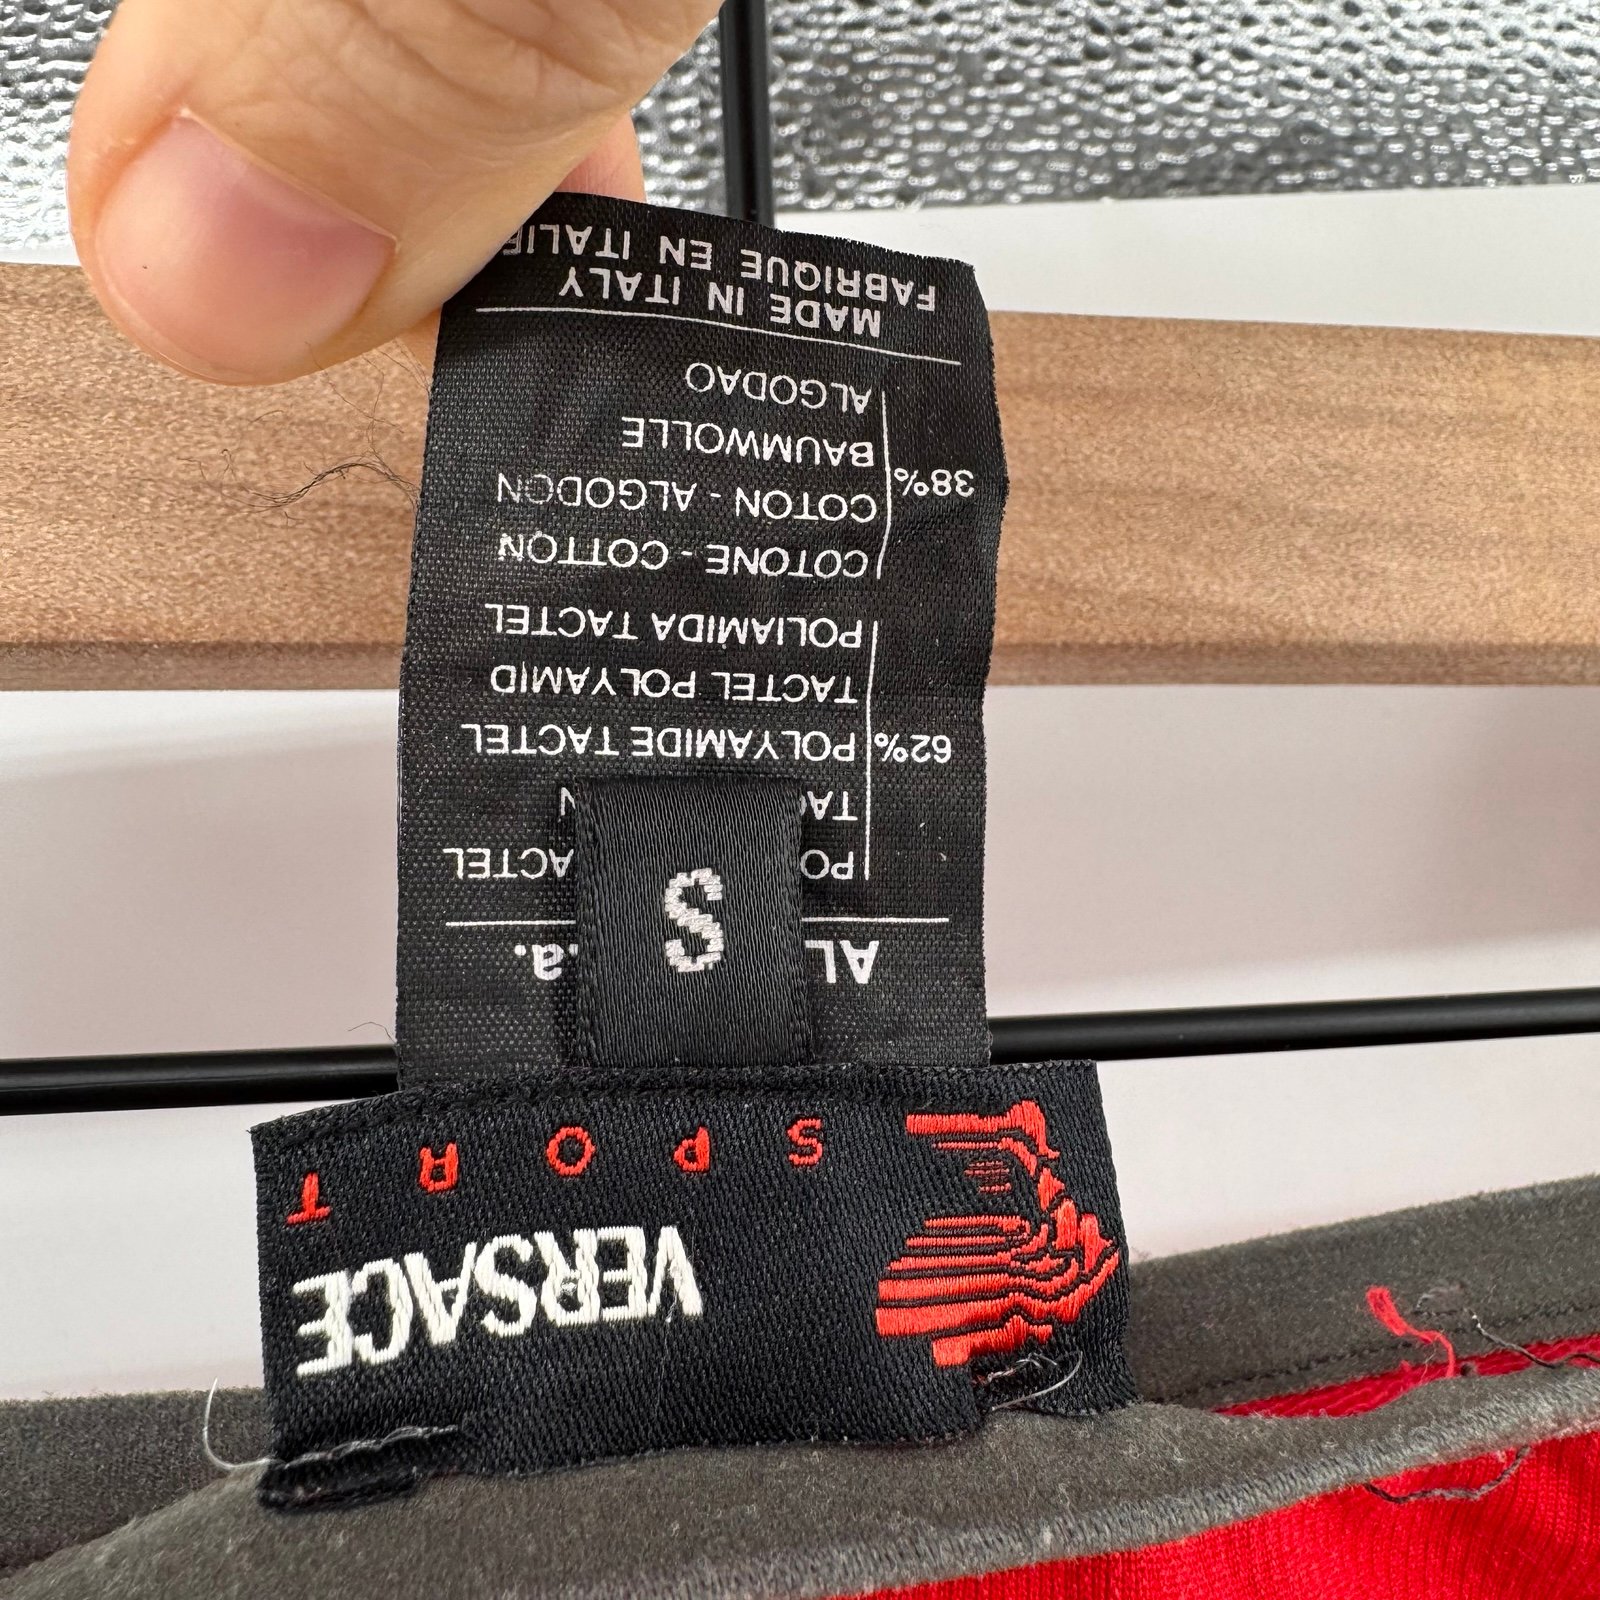 VERSACE
SPORT
S
62% POLYAMIDE TACTEL
TACTEL POLYAMID
POLIAMIDA TACTEL
COTONE - COTTON
COTON - ALGODON
38%
BAUMWOLLE
ALGODAO
MADE IN ITALY
FABRIQUE EN ITALIE